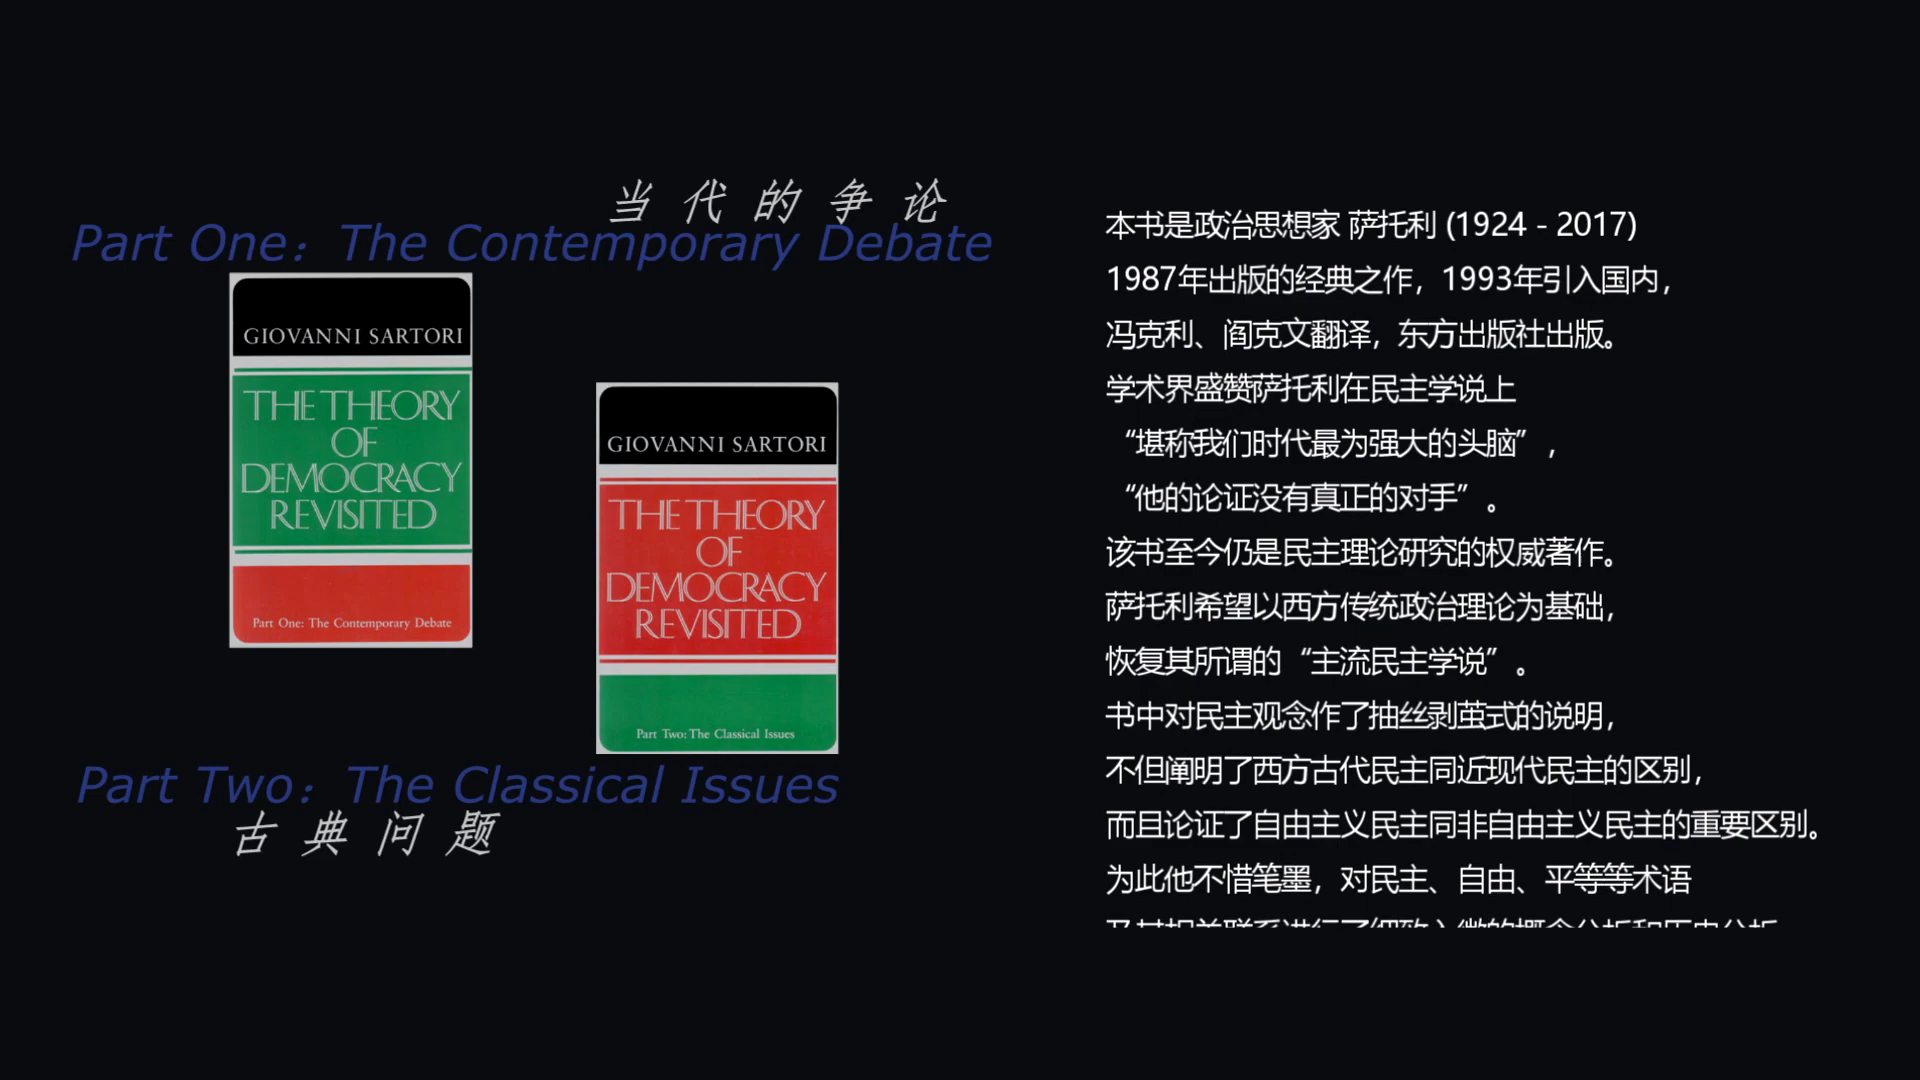 当代的争论
Part One: The Contemporary Debate
GIOVANNI SARTORI
THE THEORY
OF
DEMOCRACY
REVISITED
Part One: The Contemporary Debate
GIOVANNI SARTORI
THE THEORY
OF
DEMOCRACY
REVISITED
Part Two: The Classical Issues
Part Two: The Classical Issues
古典问题
本书是政治思想家 萨托利 (1924 - 2017)
1987年出版的经典之作，1993年引入国内，
冯克利、阎克文翻译，东方出版社出版。
学术界盛赞萨托利在民主学说上
“堪称我们时代最为强大的头脑”，
“他的论证没有真正的对手”。
该书至今仍是民主理论研究的权威著作。
萨托利希望以西方传统政治理论为基础，
恢复其所谓的“主流民主学说”。
书中对民主观念作了抽丝剥茧式的说明，
不但阐明了西方古代民主同近现代民主的区别，
而且论证了自由主义民主同非自由主义民主的重要区别。
为此他不惜笔墨，对民主、自由、平等等术语